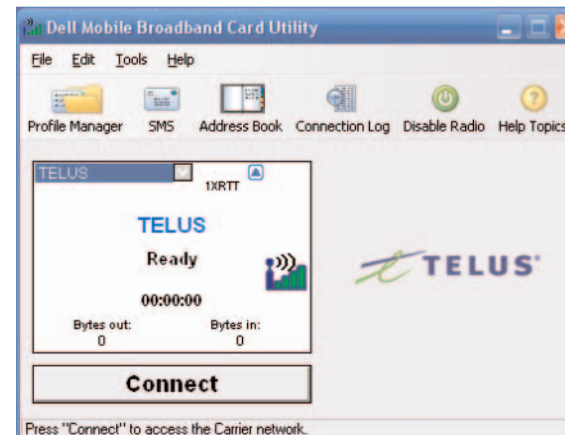 Dell Mobile Broadband Card Utility
File Edit Tools Help
Profile Manager SMS Address Book Connection Log Disable Radio Help Topics
TELUS
1XRTT
TELUS
Ready
00:00:00
Bytes out: Bytes in:
0 0
TELUS
Connect
Press "Connect" to access the Carrier network.